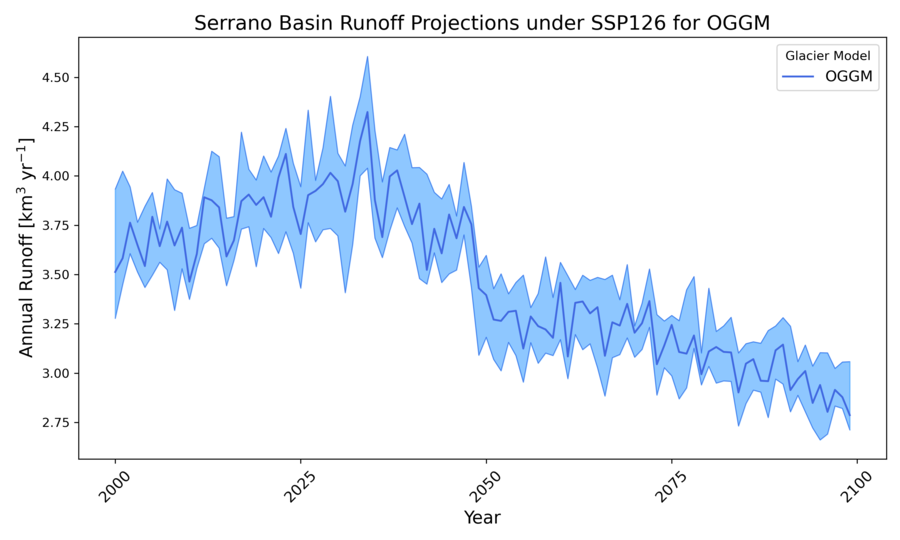 Serrano Basin Runoff Projections under SSP126 for OGGM
Glacier Model
OGGM
Annual Runoff [km³ yr⁻¹]
4.50
4.25
4.00
3.75
3.50
3.25
3.00
2.75
2000
2025
2050
2075
2100
Year